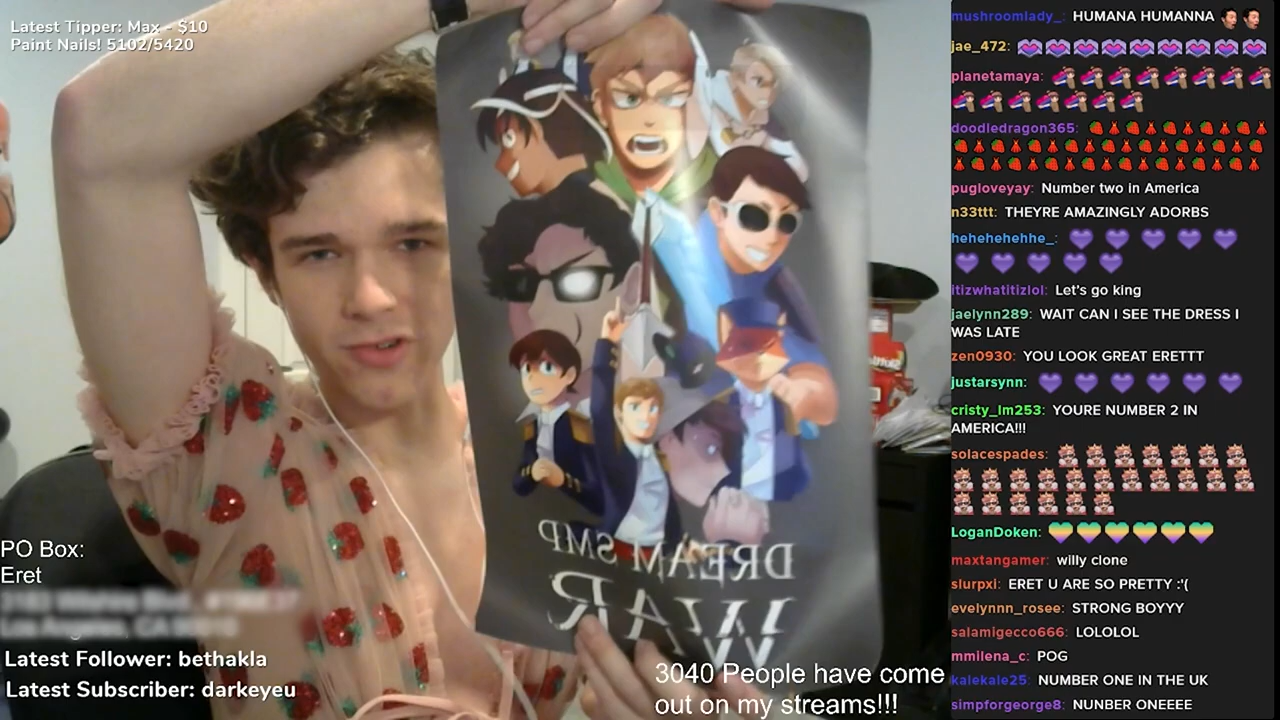 Latest Tipper: Max - $10
Paint Nails! 5102/5420
DREAM SMP
WAR
PO Box:
Eret
Latest Follower: bethakla
Latest Subscriber: darkeyeu
3040 People have come
out on my streams!!!
mushroomlady_: HUMANA HUMANNA
jae_472:
planetamaya:
doodledragon365:
pugloveyay: Number two in America
n33ttt: THEYRE AMAZINGLY ADORBS
hehehehehhe_:
itizwhatitizlol: Let's go king
jaelynn289: WAIT CAN I SEE THE DRESS I
WAS LATE
zen0930: YOU LOOK GREAT ERETTT
justarsynn:
cristy_lm253: YOURE NUMBER 2 IN
AMERICA!!!
solacespades:
LoganDoken:
maxtangamer: willy clone
slurpxi: ERET U ARE SO PRETTY :'(
evelynnn_rosee: STRONG BOYYY
salamigecco666: LOLOLOL
mmilena_c: POG
kalekale25: NUMBER ONE IN THE UK
simpforgeorge8: NUNBER ONEEEE